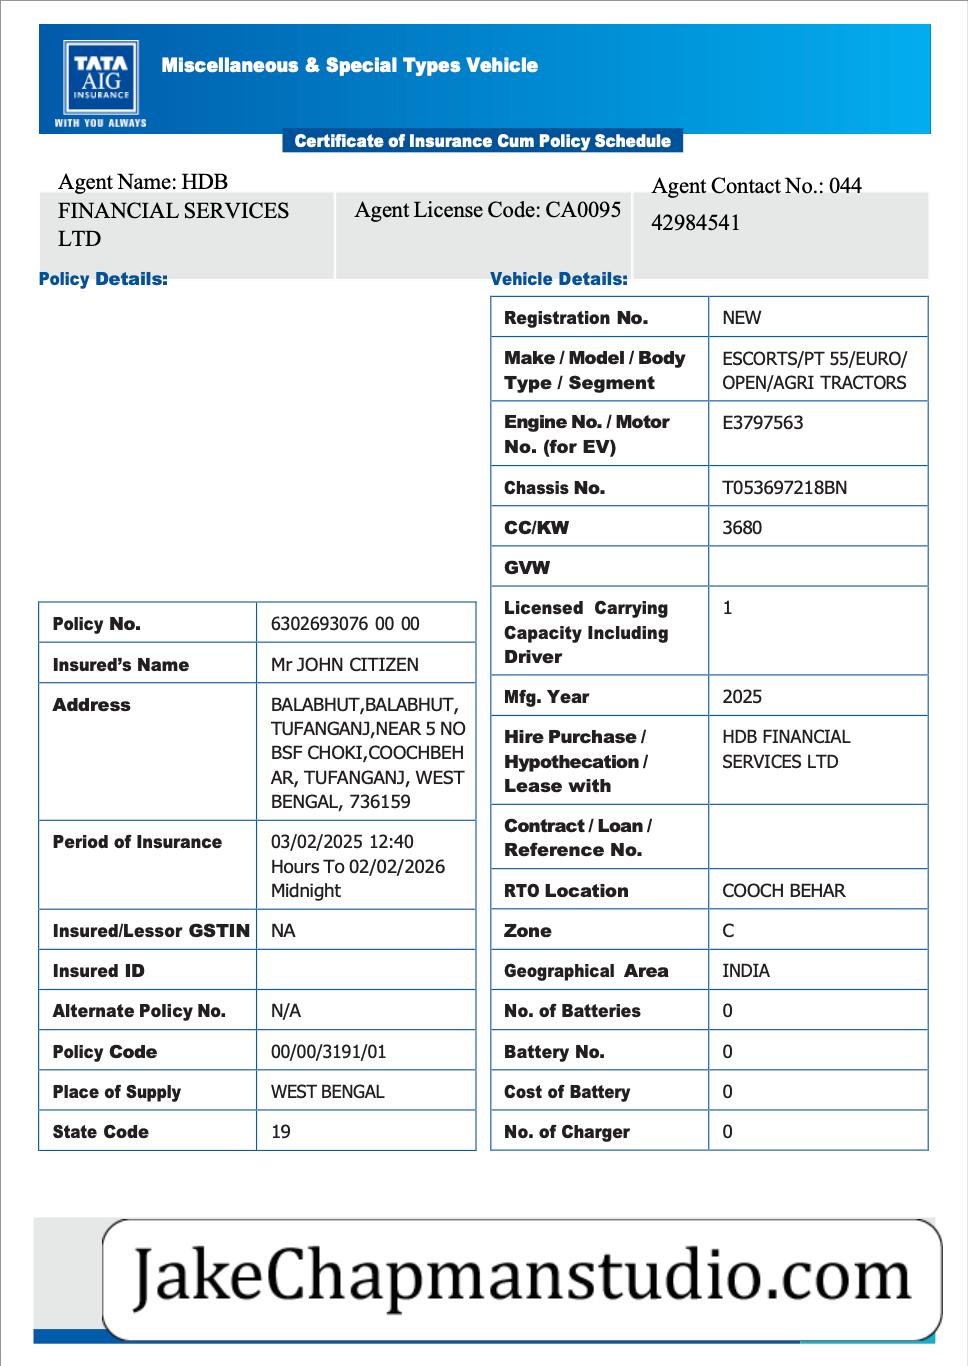 TATA
AIG
INSURANCE
WITH YOU ALWAYS
Miscellaneous & Special Types Vehicle
Certificate of Insurance Cum Policy Schedule
Agent Name: HDB
FINANCIAL SERVICES
LTD
Agent License Code: CA0095
Agent Contact No.: 044
42984541
Policy Details:
Policy No. 6302693076 00 00
Insured's Name Mr JOHN CITIZEN
Address BALABHUT,BALABHUT,
TUFANGANJ,NEAR 5 NO
BSF CHOKI,COOCHBEH
AR, TUFANGANJ, WEST
BENGAL, 736159
Period of Insurance 03/02/2025 12:40
Hours To 02/02/2026
Midnight
Insured/Lessor GSTIN NA
Insured ID
Alternate Policy No. N/A
Policy Code 00/00/3191/01
Place of Supply WEST BENGAL
State Code 19
Vehicle Details:
Registration No. NEW
Make / Model / Body ESCORTS/PT 55/EURO/
Type / Segment OPEN/AGRI TRACTORS
Engine No. / Motor E3797563
No. (for EV)
Chassis No. T053697218BN
CC/KW 3680
GVW
Licensed Carrying 1
Capacity Including
Driver
Mfg. Year 2025
Hire Purchase / HDB FINANCIAL
Hypothecation / SERVICES LTD
Lease with
Contract / Loan /
Reference No.
RTO Location COOCH BEHAR
Zone C
Geographical Area INDIA
No. of Batteries 0
Battery No. 0
Cost of Battery 0
No. of Charger 0
JakeChapmanstudio.com